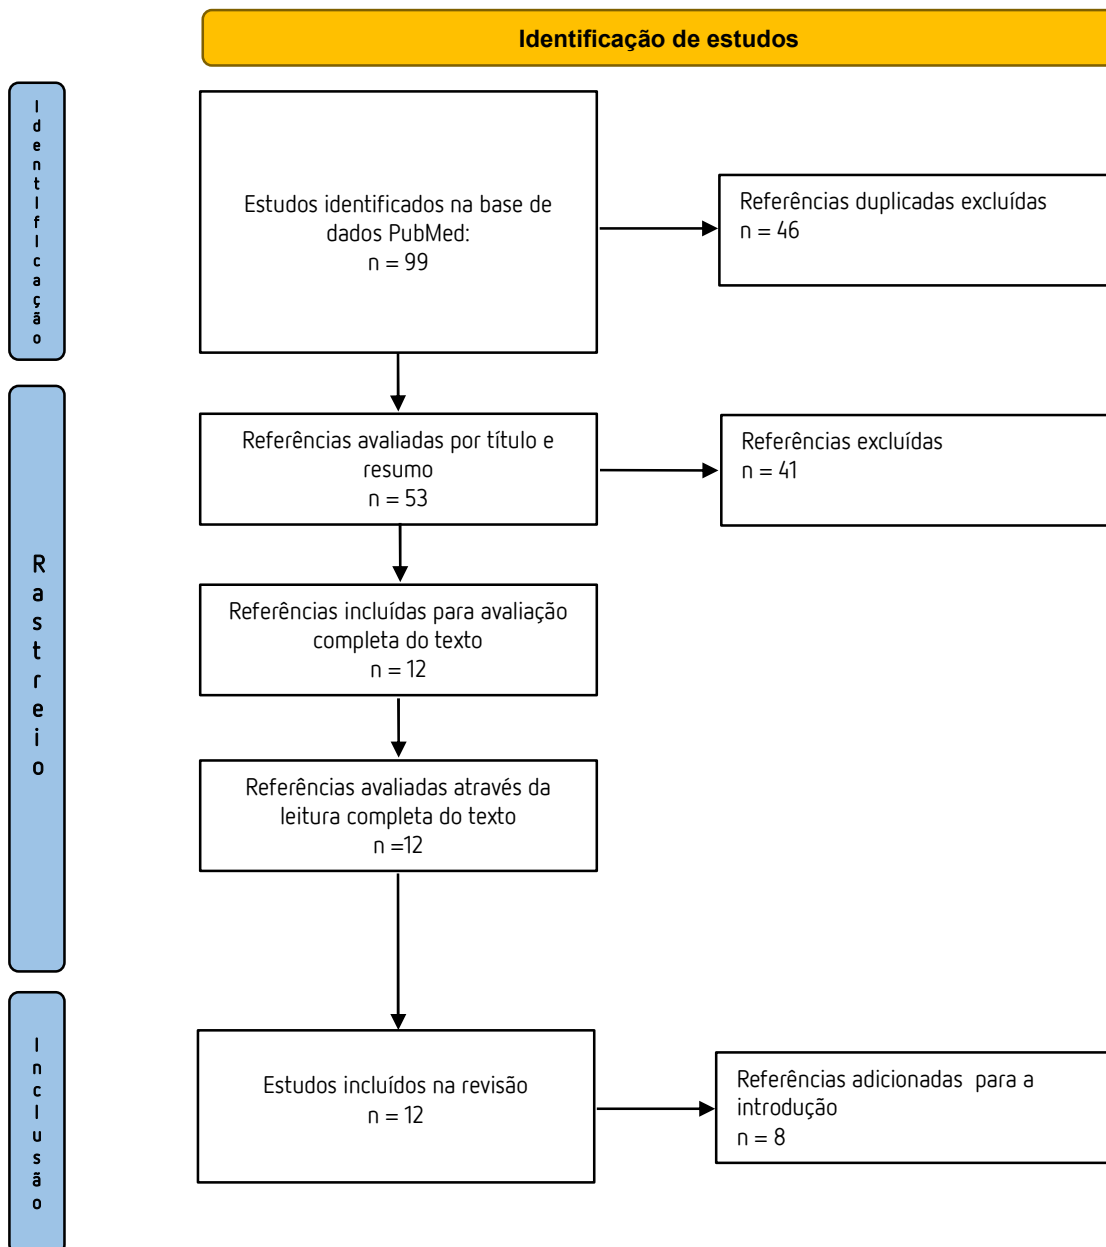 Identificação de estudos
Identificação
Estudos identificados na base de
dados PubMed:
n = 99
Referências duplicadas excluídas
n = 46
Rastreio
Referências avaliadas por título e
resumo
n = 53
Referências excluídas
n = 41
Referências incluídas para avaliação
completa do texto
n = 12
Referências avaliadas através da
leitura completa do texto
n =12
Inclusão
Estudos incluídos na revisão
n = 12
Referências adicionadas  para a
introdução
n = 8